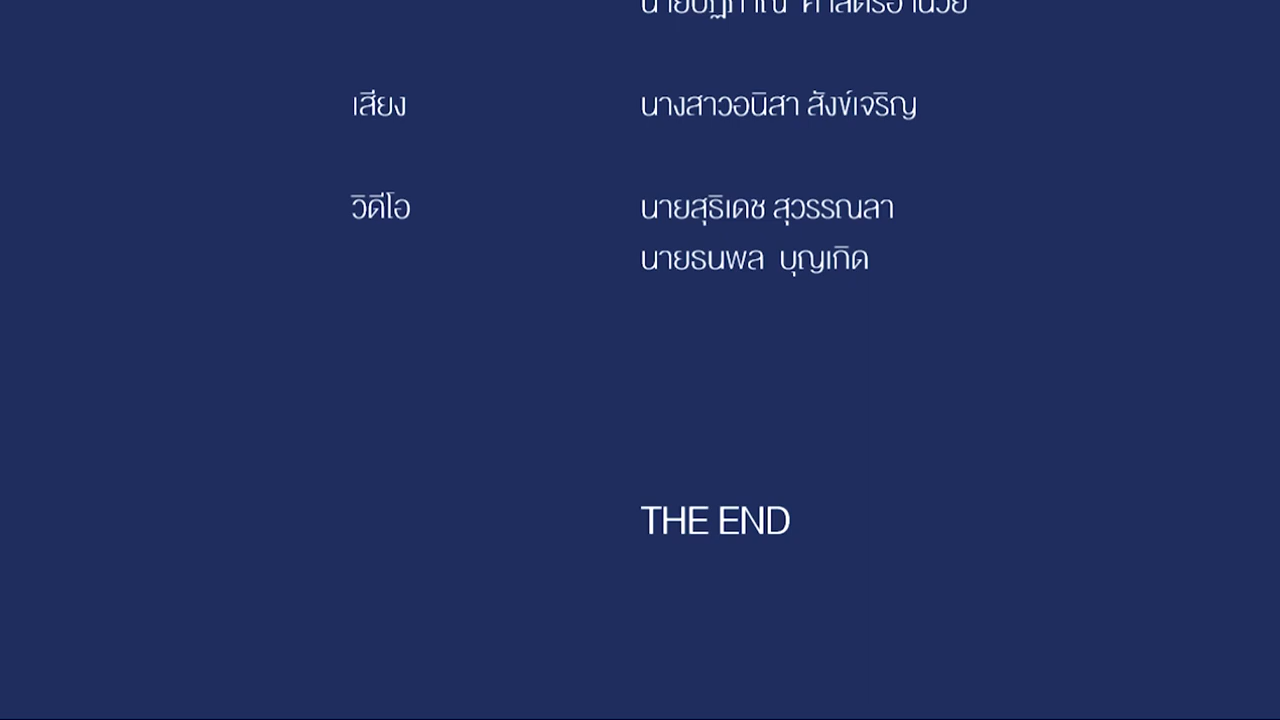 เสียง นางสาวอนิสา สังข์เจริญ
วิดีโอ นายสุธิเดช สุวรรณลา
นายธนพล บุญเกิด
THE END